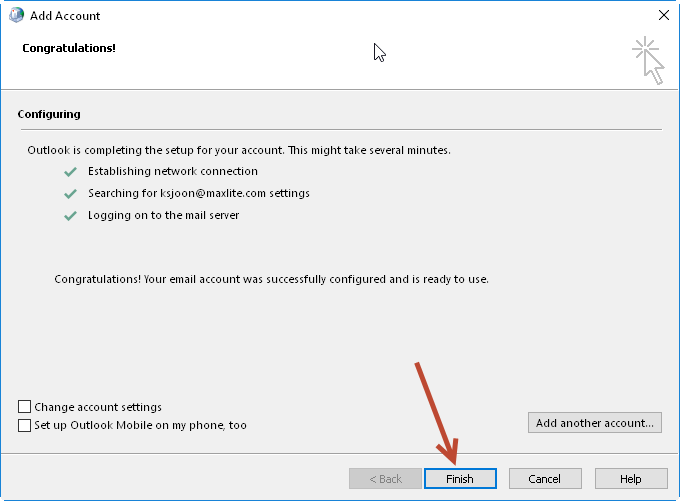 Add Account
Congratulations!
Configuring
Outlook is completing the setup for your account. This might take several minutes.
Establishing network connection
Searching for ksjoon@maxlite.com settings
Logging on to the mail server
Congratulations! Your email account was successfully configured and is ready to use.
Change account settings
Set up Outlook Mobile on my phone, too
Add another account...
< Back
Finish
Cancel
Help